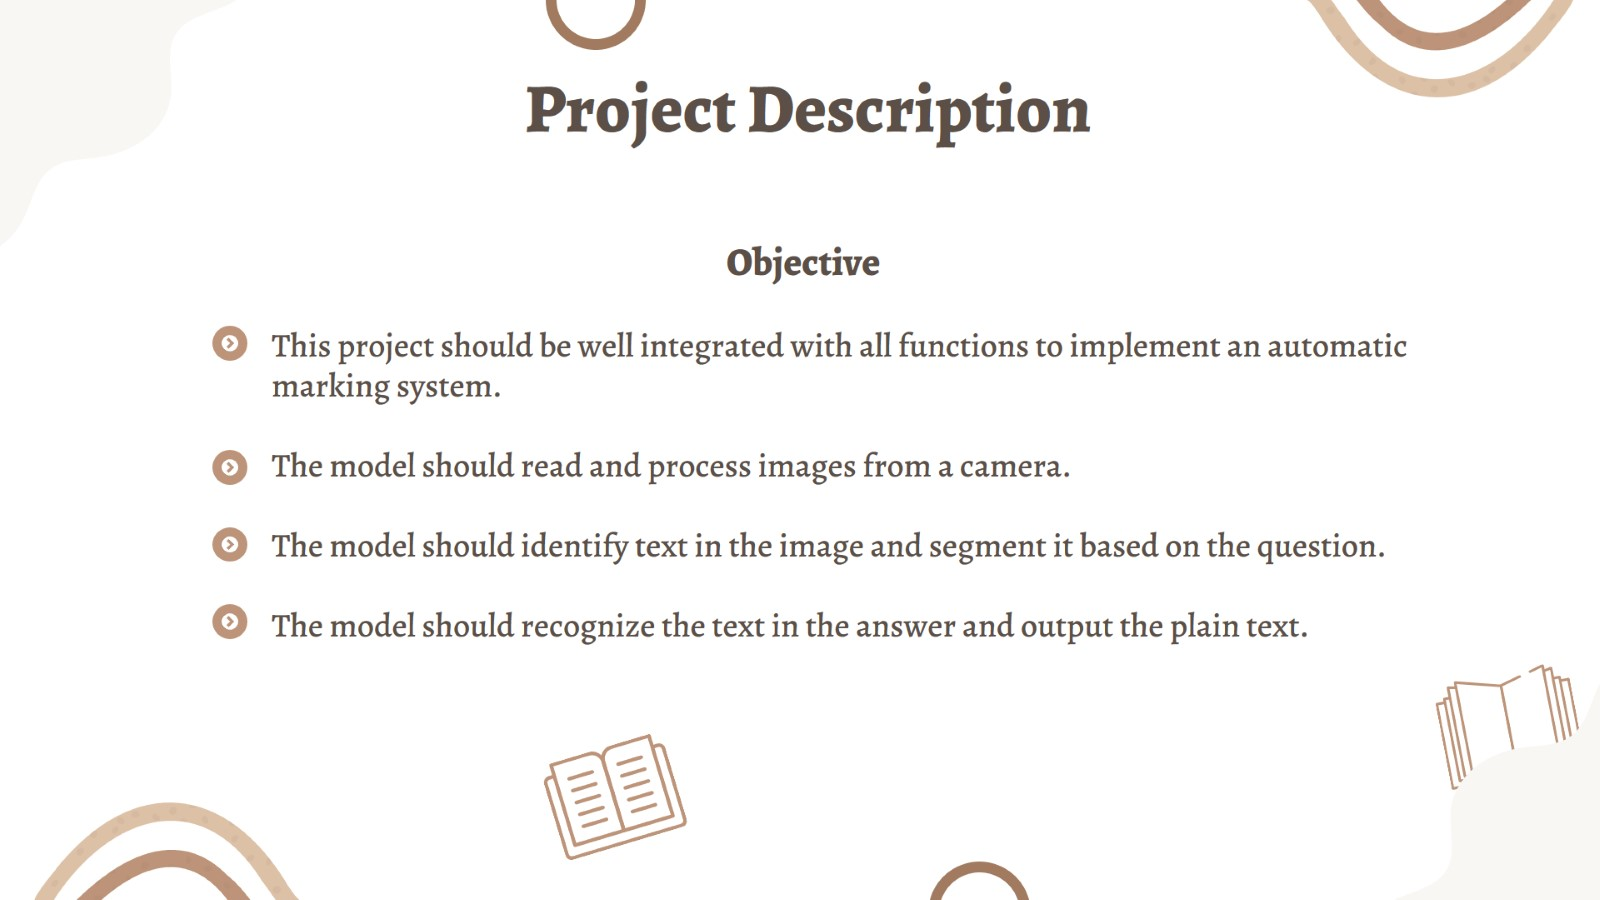 Project Description
Objective
This project should be well integrated with all functions to implement an automatic
marking system.
The model should read and process images from a camera.
The model should identify text in the image and segment it based on the question.
The model should recognize the text in the answer and output the plain text.